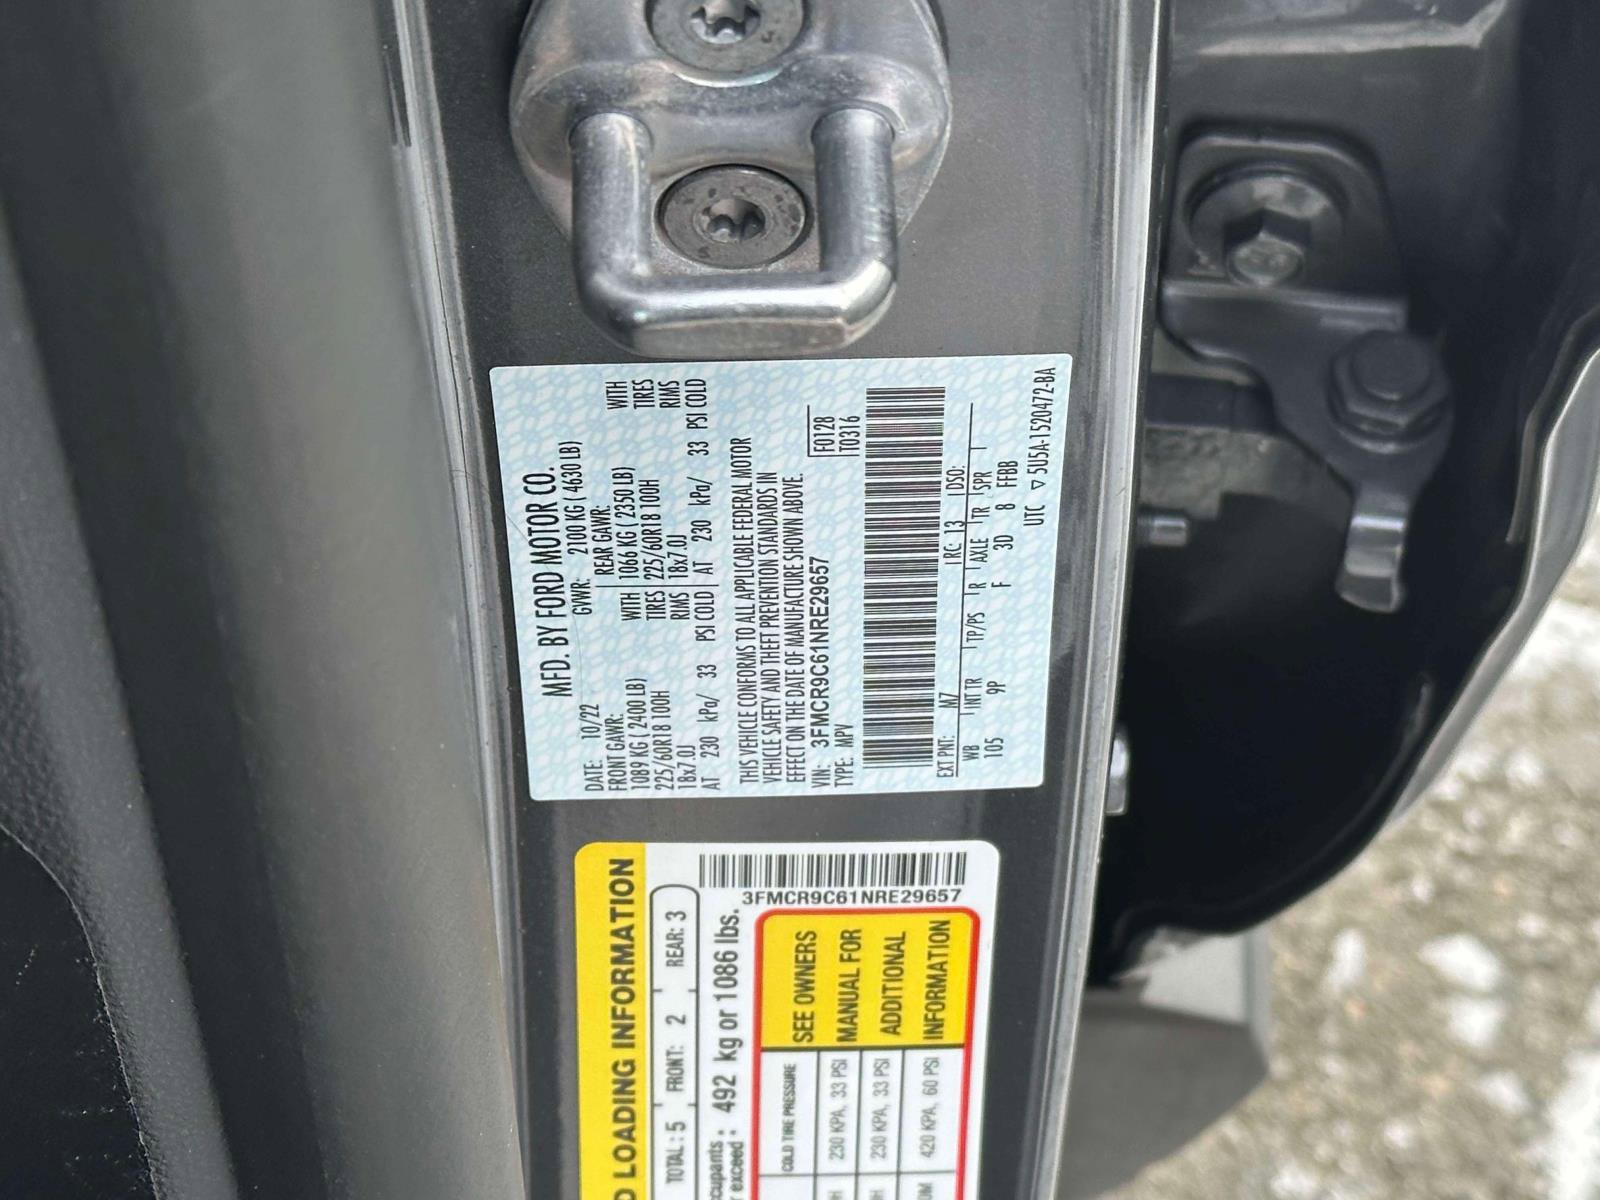 MFD. BY FORD MOTOR CO.
DATE: 10/22 GVWR: 2100 KG ( 4630 LB)
FRONT GAWR: REAR GAWR:
1089 KG ( 2400 LB) WITH 1066 KG ( 2350 LB) WITH
225/60R18 100H TIRES 225/60R18 100H TIRES
18x7.0J RIMS 18x7.0J RIMS
AT 230 kPa/ 33 PSI COLD AT 230 kPa/ 33 PSI COLD
THIS VEHICLE CONFORMS TO ALL APPLICABLE FEDERAL MOTOR
VEHICLE SAFETY AND THEFT PREVENTION STANDARDS IN
EFFECT ON THE DATE OF MANUFACTURE SHOWN ABOVE.
VIN: 3FMCR9C61NRE29657 F0128
TYPE: MPV T0316
EXT PNT: M7 RC: 13 DSO:
WB INT TR TP/PS R AXLE TR SPR
105 9P F 3D 8 FFBB
UTC ▽ 5U5A-1520472-BA
LOADING INFORMATION
TOTAL : 5 FRONT: 2 REAR: 3
exceed : 492 kg or 1086 lbs.
3FMCR9C61NRE29657
COLD TIRE PRESSURE
230 KPA, 33 PSI
230 KPA, 33 PSI
420 KPA, 60 PSI
SEE OWNERS
MANUAL FOR
ADDITIONAL
INFORMATION